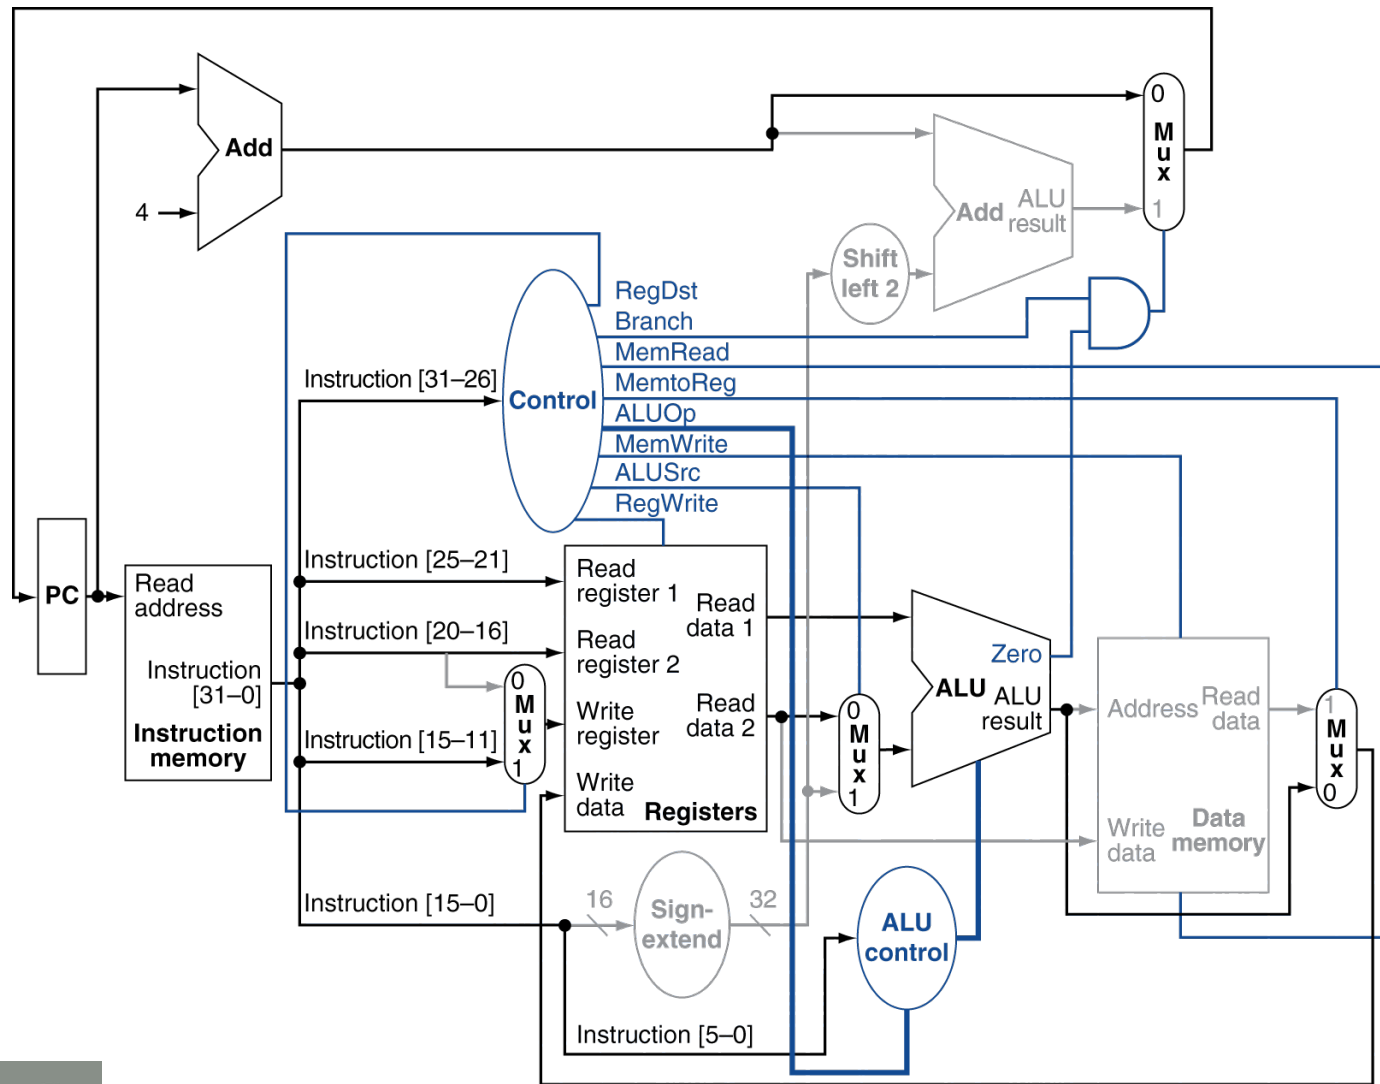 0
M
u
x
1
Add
4
Add
ALU
result
Shift
left 2
RegDst
Branch
MemRead
MemtoReg
ALUOp
MemWrite
ALUSrc
RegWrite
Control
Instruction [31–26]
Instruction [25–21]
Instruction [20–16]
Instruction [15–11]
Instruction [15–0]
Instruction [5–0]
PC
Read
address
Instruction
[31–0]
Instruction
memory
0
M
u
x
1
Read
register 1
Read
register 2
Write
register
Write
data
Read
data 1
Read
data 2
Registers
0
M
u
x
1
Zero
ALU
ALU
result
Address
Read
data
Write
data
Data
memory
1
M
u
x
0
16
Sign-
extend
32
ALU
control